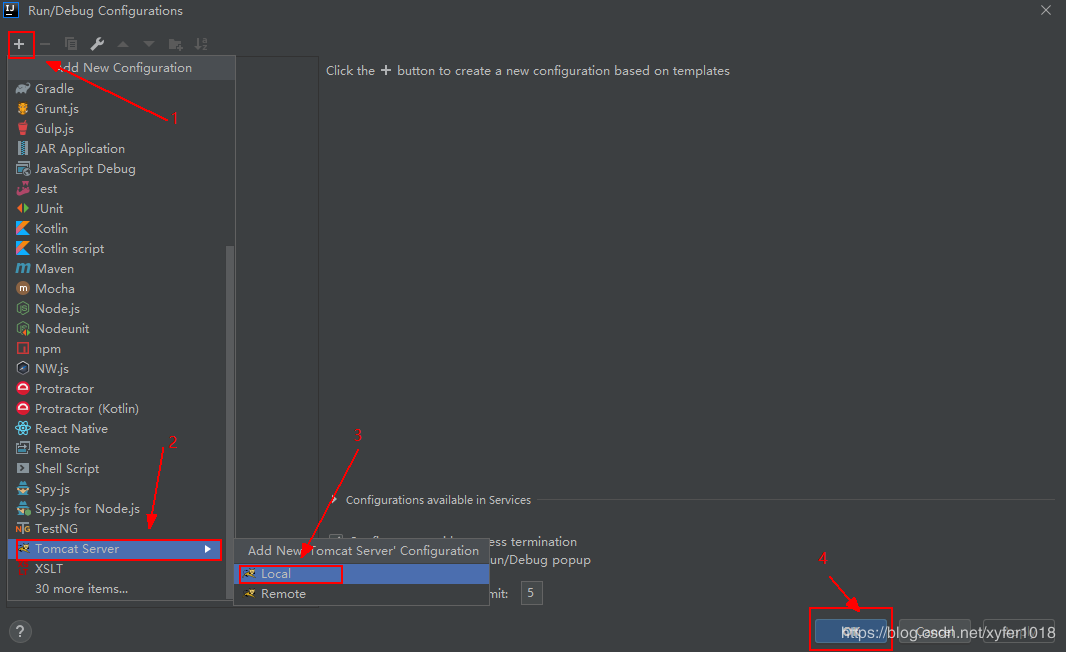 Run/Debug Configurations
Add New Configuration
Click the + button to create a new configuration based on templates
Gradle
Grunt.js
Gulp.js
1
JAR Application
JavaScript Debug
Jest
JUnit
Kotlin
Kotlin script
Maven
Mocha
Node.js
Nodeunit
npm
NW.js
Protractor
Protractor (Kotlin)
React Native
Remote
2
3
Shell Script
Spy-js
Spy-js for Node.js
TestNG
Tomcat Server
XSLT
30 more items...
Configurations available in Services
ess termination
Add New 'Tomcat Server' Configuration
un/Debug popup
Local
Remote
mit:
5
4
?
OK
Cancel
https://blog.csdn.net/xyfer1018